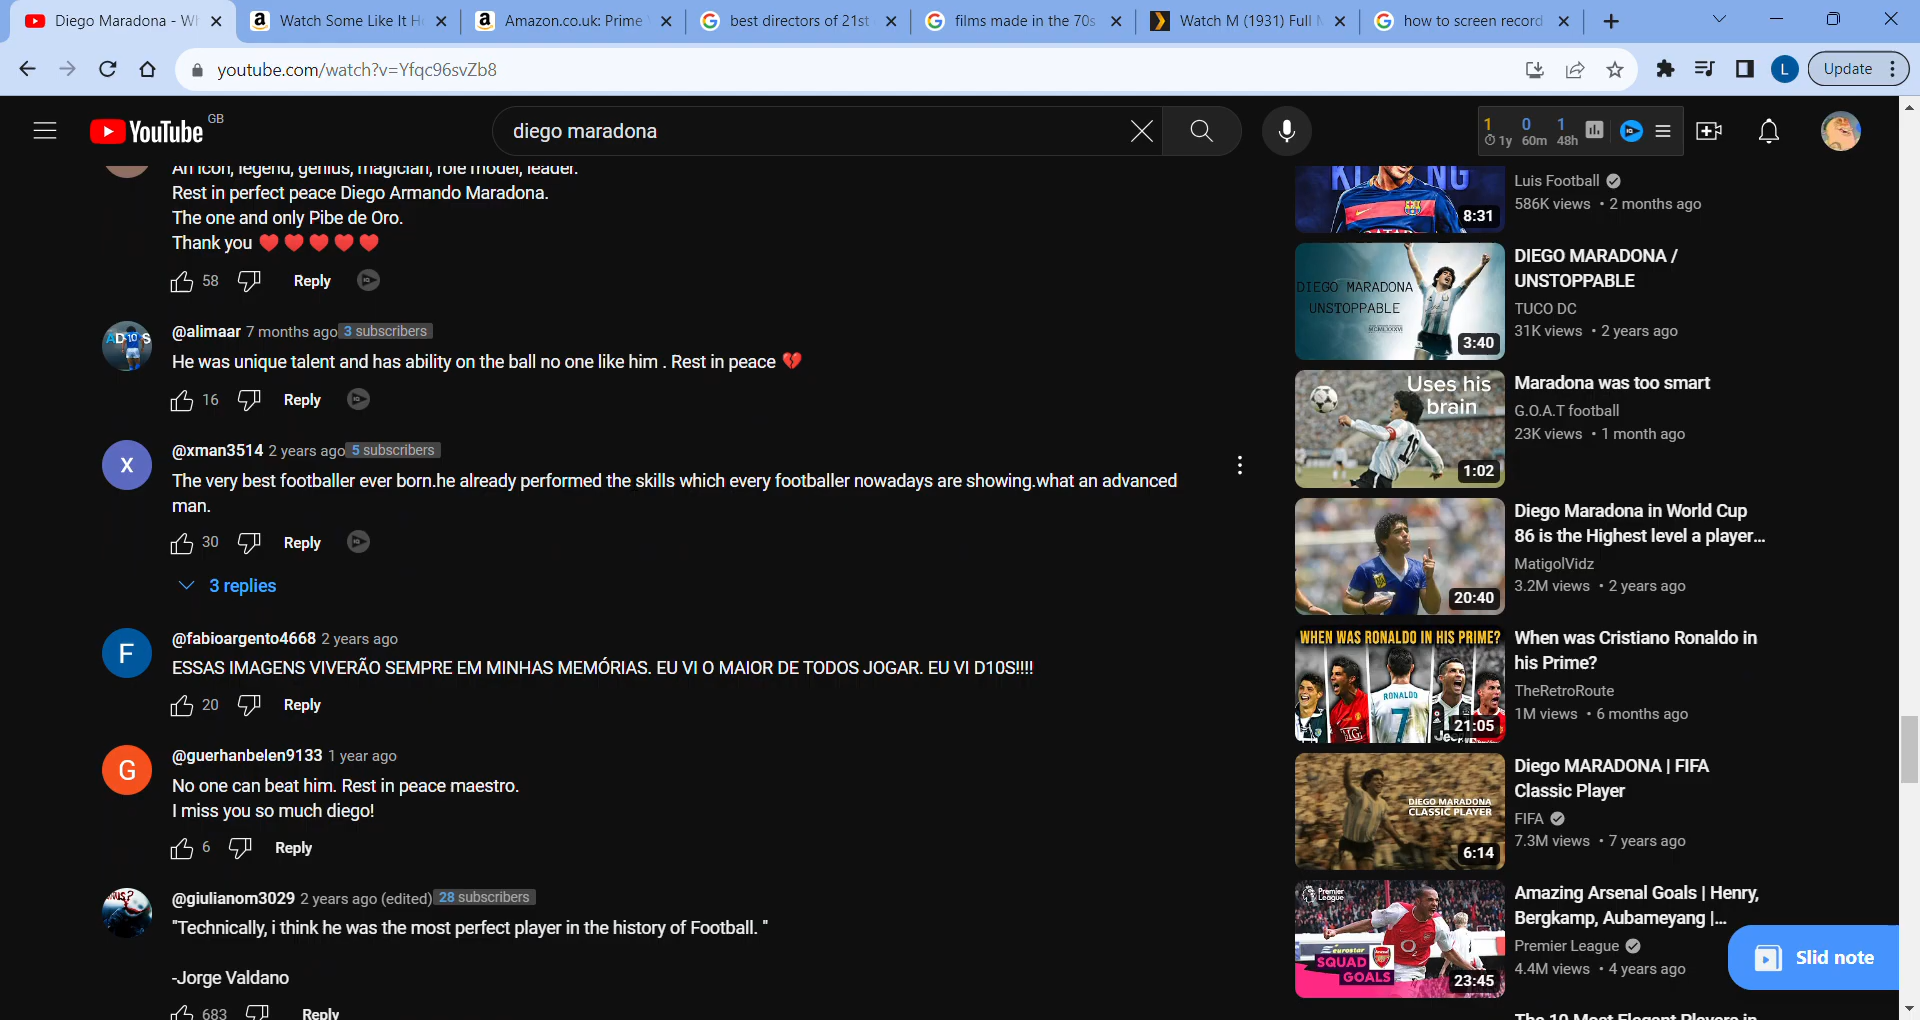 Diego Maradona - W
Watch Some Like It H
Amazon.co.uk: Prime
best directors of 21st
films made in the 70s
Watch M (1931) Full
how to screen record
youtube.com/watch?v=Yfqc96svZb8
L
Update
YouTube GB
diego maradona
1 0 1
1y 60m 48h
An icon, legend, genius, magician, role model, leader.
Rest in perfect peace Diego Armando Maradona.
The one and only Pibe de Oro.
Thank you ♥️♥️♥️♥️♥️
58 Reply
@alimaar 7 months ago 3 subscribers
He was unique talent and has ability on the ball no one like him . Rest in peace 💔
16 Reply
X
@xman3514 2 years ago 5 subscribers
The very best footballer ever born.he already performed the skills which every footballer nowadays are showing.what an advanced
man.
30 Reply
3 replies
F
@fabioargento4668 2 years ago
ESSAS IMAGENS VIVERÃO SEMPRE EM MINHAS MEMÓRIAS. EU VI O MAIOR DE TODOS JOGAR. EU VI D10S!!!!
20 Reply
G
@guerhanbelen9133 1 year ago
No one can beat him. Rest in peace maestro.
I miss you so much diego!
6 Reply
@giulianom3029 2 years ago (edited) 28 subscribers
"Technically, i think he was the most perfect player in the history of Football. "
-Jorge Valdano
683 Reply
8:31
Luis Football
586K views • 2 months ago
DIEGO MARADONA
UNSTOPPABLE
MCMLXXXVI
3:40
DIEGO MARADONA /
UNSTOPPABLE
TUCO DC
31K views • 2 years ago
Uses his
brain
1:02
Maradona was too smart
G.O.A.T football
23K views • 1 month ago
20:40
Diego Maradona in World Cup
86 is the Highest level a player...
MatigolVidz
3.2M views • 2 years ago
WHEN WAS RONALDO IN HIS PRIME?
RONALDO
7
21:05
When was Cristiano Ronaldo in
his Prime?
TheRetroRoute
1M views • 6 months ago
DIEGO MARADONA
CLASSIC PLAYER
6:14
Diego MARADONA | FIFA
Classic Player
FIFA
7.3M views • 7 years ago
Premier
League
SQUAD
GOALS
23:45
Amazing Arsenal Goals | Henry,
Bergkamp, Aubameyang |...
Premier League
4.4M views • 4 years ago
Slid note
The 10 Most Elegant Players in